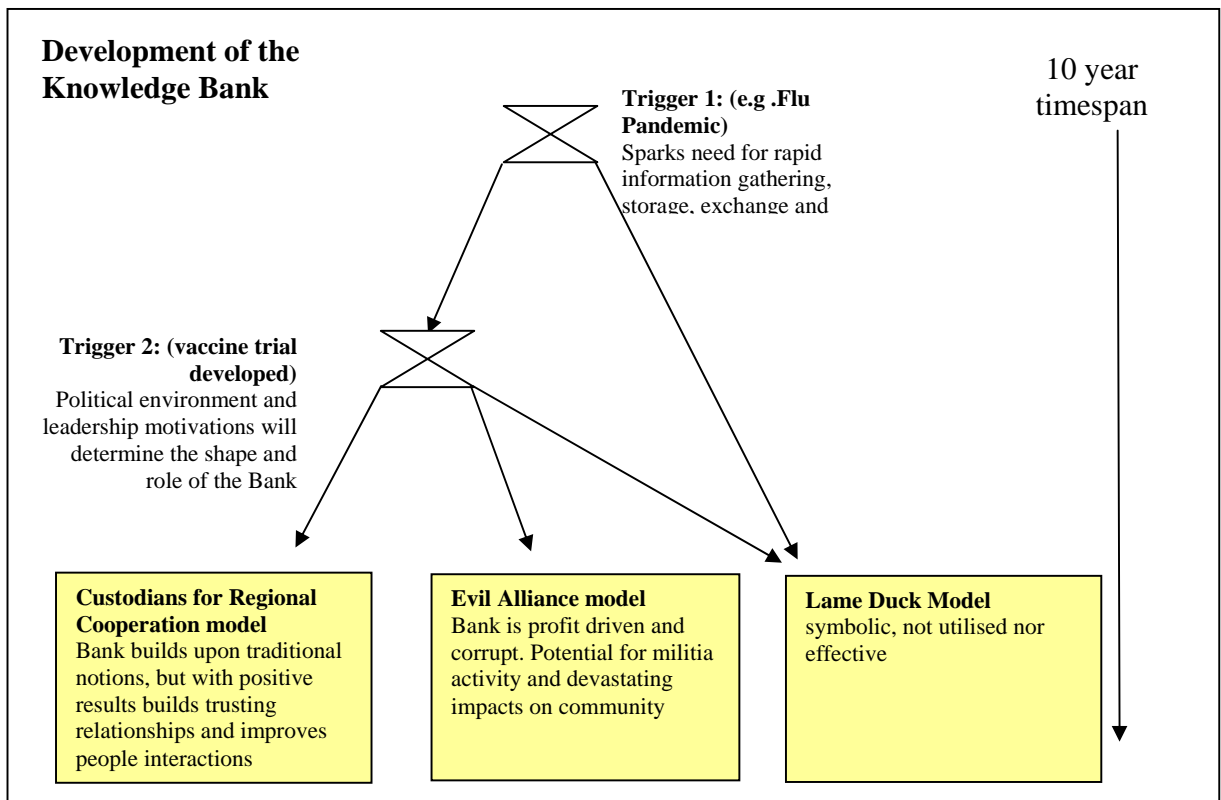 Development of the
Knowledge Bank
10 year
timespan
Trigger 1: (e.g .Flu
Pandemic)
Sparks need for rapid
information gathering,
storage, exchange and
Trigger 2: (vaccine trial
developed)
Political environment and
leadership motivations will
determine the shape and
role of the Bank
Custodians for Regional
Cooperation model
Bank builds upon traditional
notions, but with positive
results builds trusting
relationships and improves
people interactions
Evil Alliance model
Bank is profit driven and
corrupt. Potential for militia
activity and devastating
impacts on community
Lame Duck Model
symbolic, not utilised nor
effective